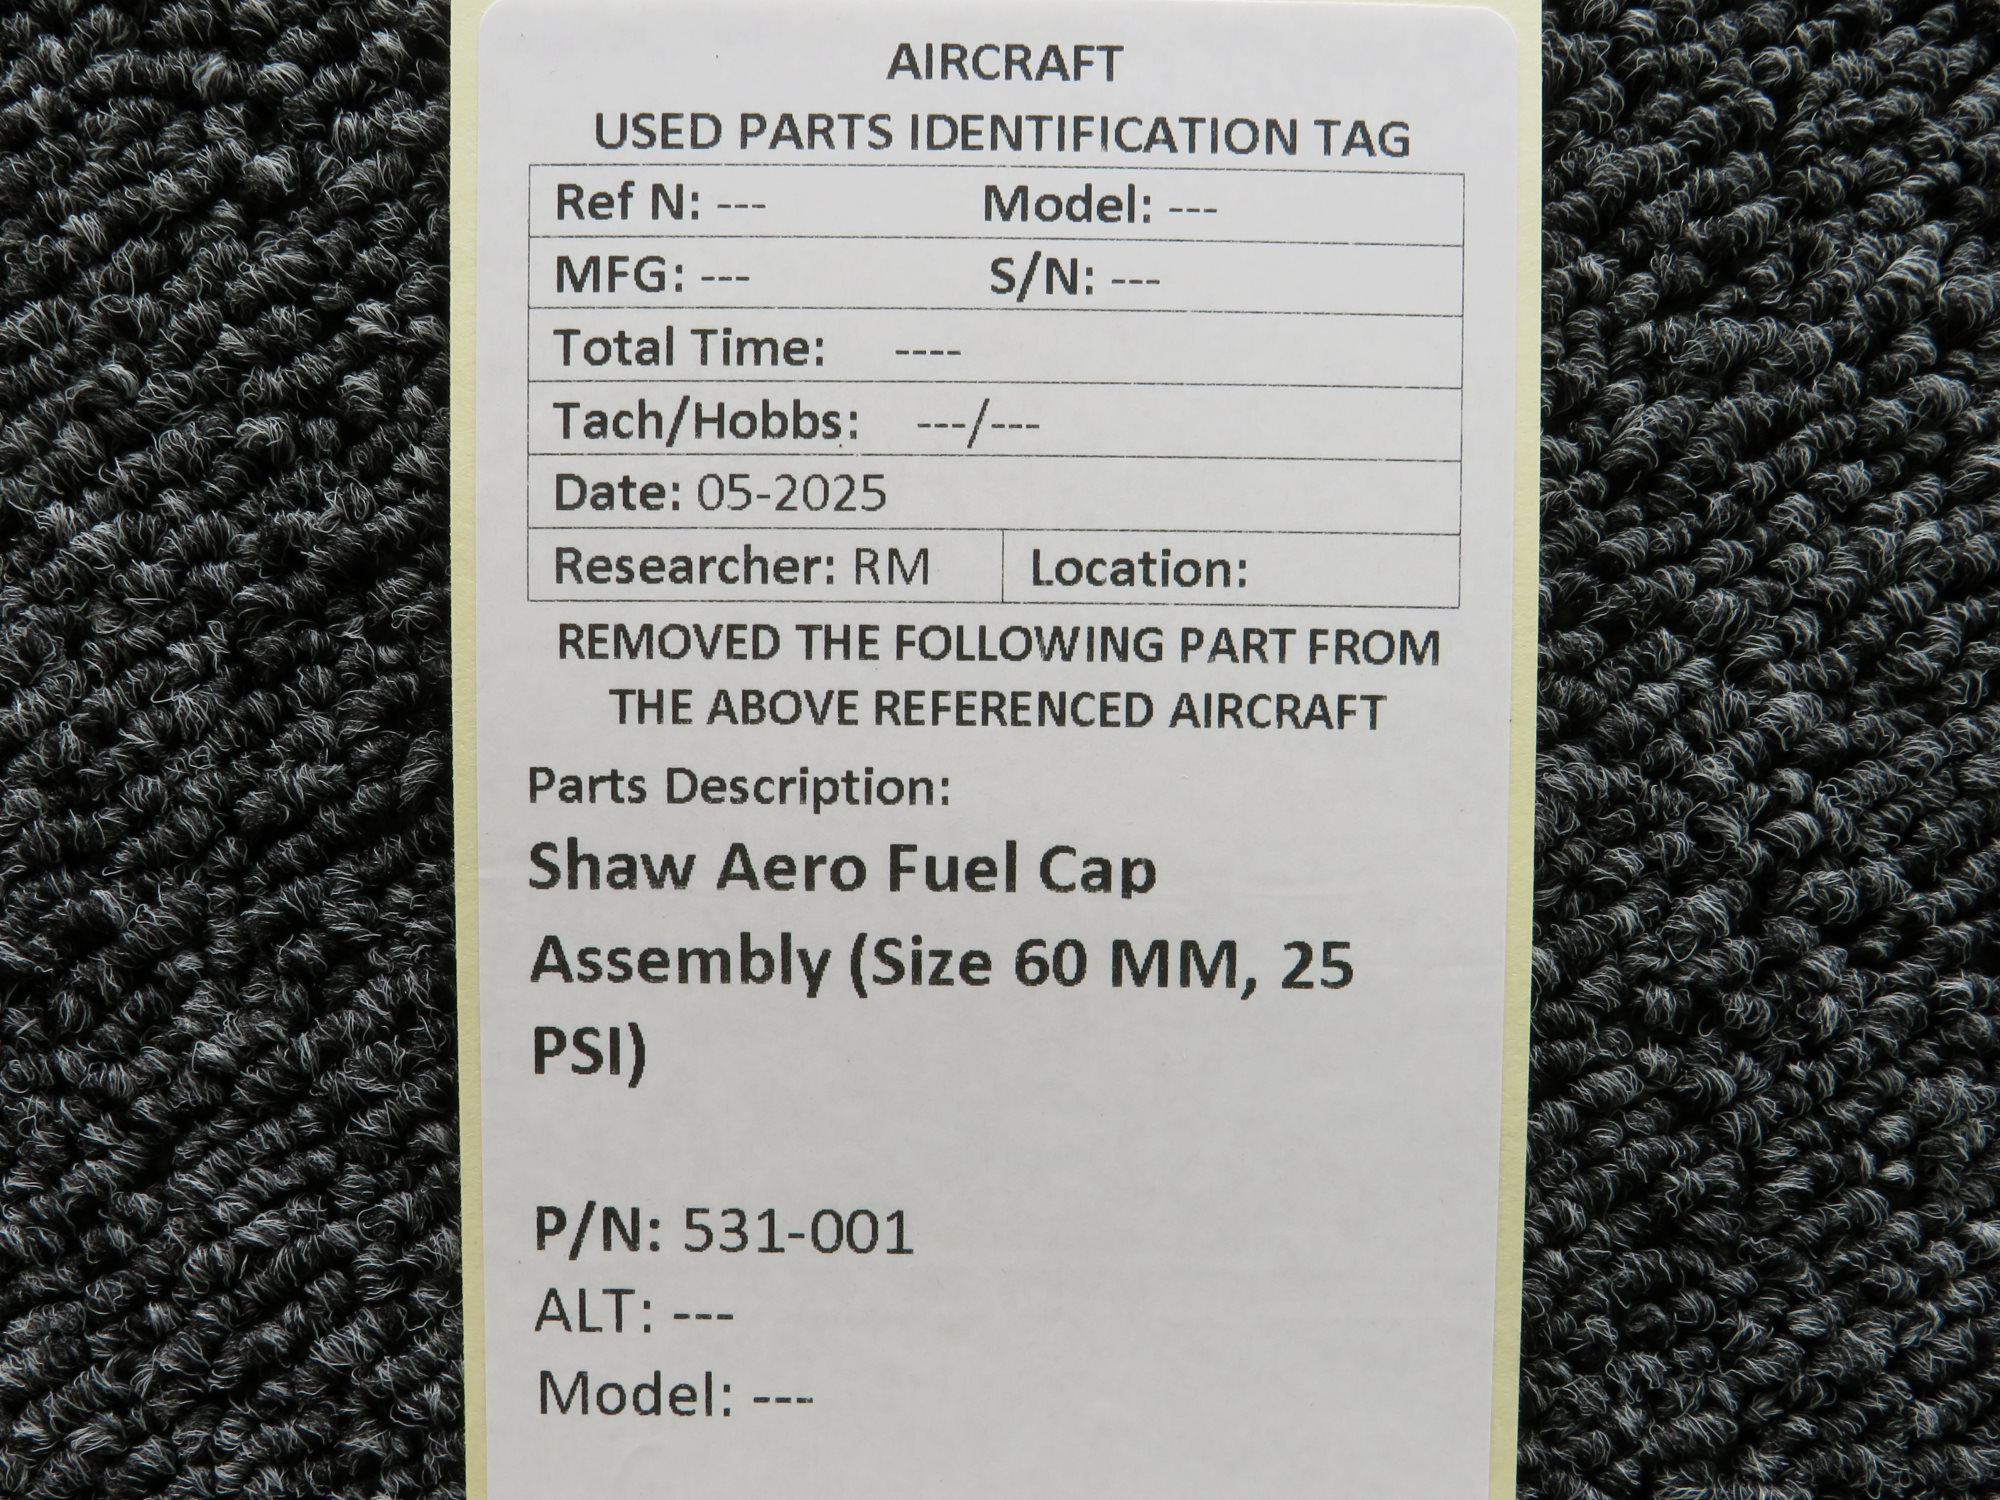 AIRCRAFT
USED PARTS IDENTIFICATION TAG
Ref N: --- Model: ---
MFG: --- S/N: ---
Total Time: ----
Tach/Hobbs: ---/---
Date: 05-2025
Researcher: RM Location:
REMOVED THE FOLLOWING PART FROM
THE ABOVE REFERENCED AIRCRAFT
Parts Description:
Shaw Aero Fuel Cap
Assembly (Size 60 MM, 25
PSI)
P/N: 531-001
ALT: ---
Model: ---